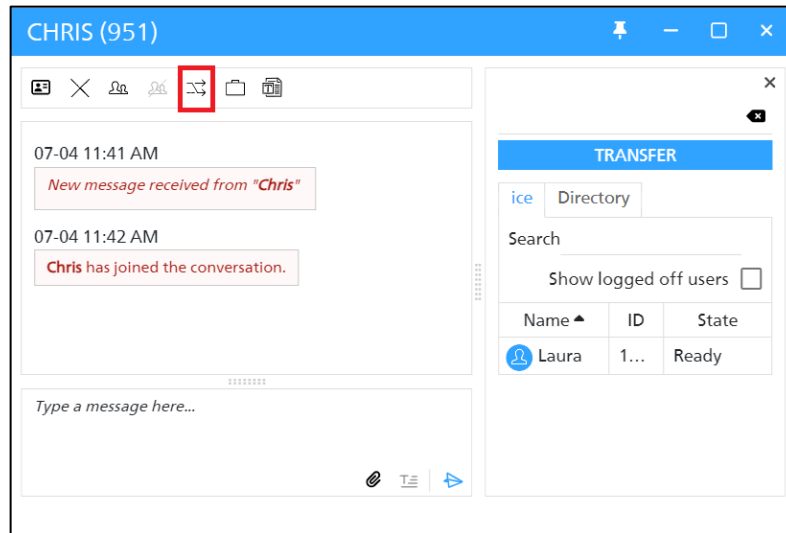 CHRIS (951)
07-04 11:41 AM
New message received from "Chris"
07-04 11:42 AM
Chris has joined the conversation.
Type a message here...
TRANSFER
ice Directory
Search
Show logged off users
Name ID State
Laura 1... Ready